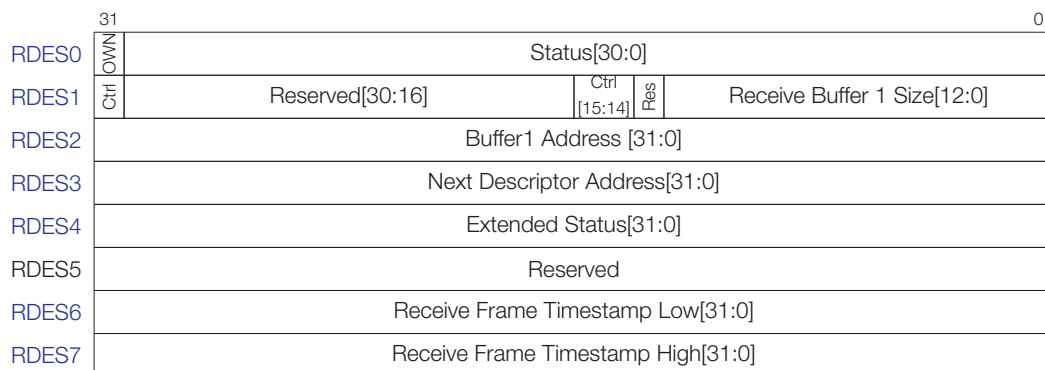 31 0
RDES0 OWN Status[30:0]
RDES1 Ctrl Reserved[30:16] Ctrl [15:14] Res Receive Buffer 1 Size[12:0]
RDES2 Buffer1 Address [31:0]
RDES3 Next Descriptor Address[31:0]
RDES4 Extended Status[31:0]
RDES5 Reserved
RDES6 Receive Frame Timestamp Low[31:0]
RDES7 Receive Frame Timestamp High[31:0]